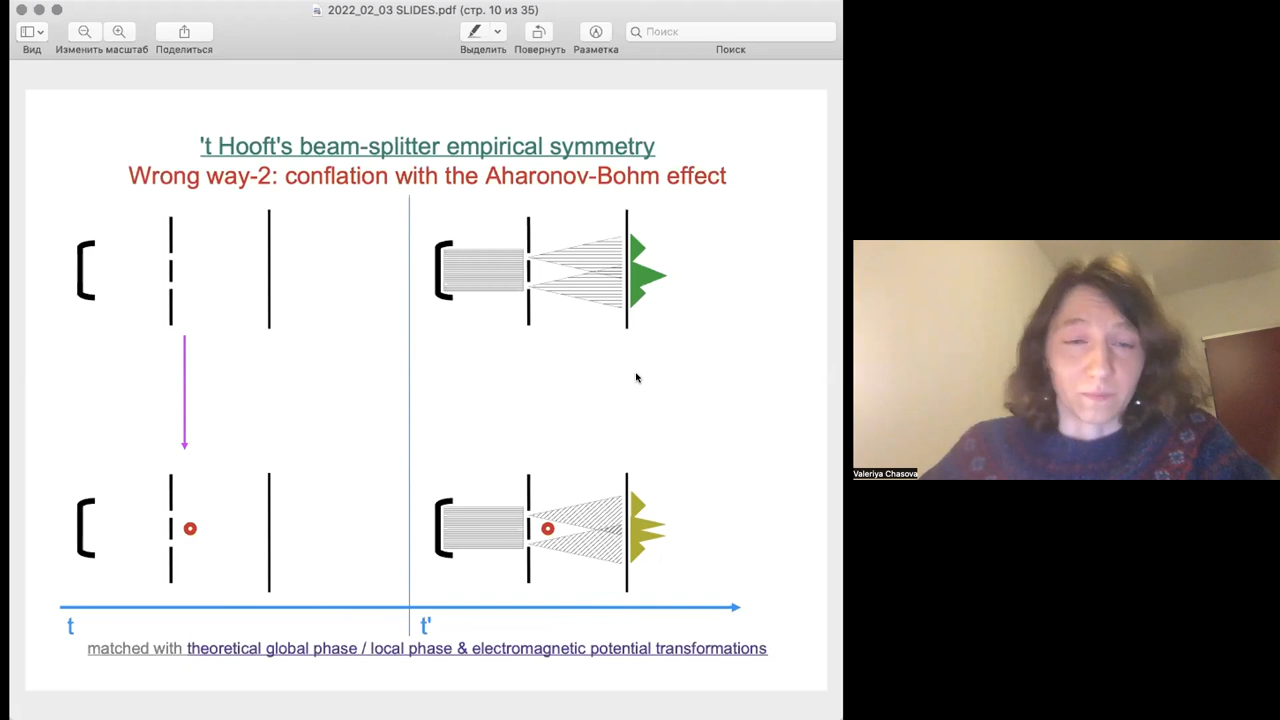 2022_02_03 SLIDES.pdf (стр. 10 из 35)
Вид
Изменить масштаб
Поделиться
Выделить
Повернуть
Разметка
Поиск
Поиск
't Hooft's beam-splitter empirical symmetry
Wrong way-2: conflation with the Aharonov-Bohm effect
t
t'
matched with theoretical global phase / local phase & electromagnetic potential transformations
Valeriya Chasova